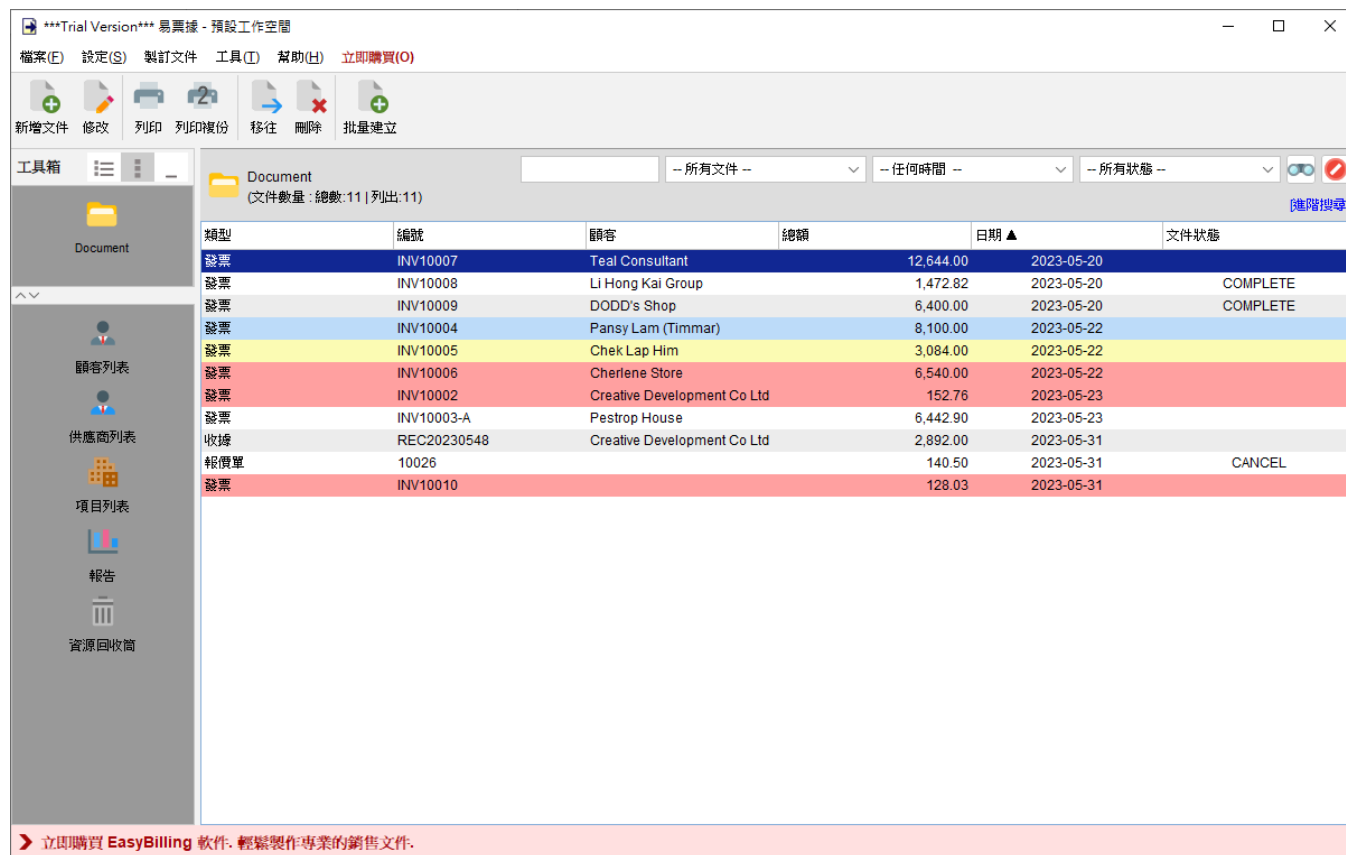 ***Trial Version*** 易票據 - 預設工作空間
檔案(F) 設定(S) 製訂文件 工具(T) 幫助(H) 立即購買(O)
新增文件 修改 列印 2 列印複份 移往 刪除 批量建立
工具箱
Document
(文件數量 : 總數:11 | 列出:11)
-- 所有文件 -- -- 任何時間 -- -- 所有狀態 --
[進階搜尋
Document
顧客列表
供應商列表
項目列表
報告
資源回收筒
類型 編號 顧客 總額 日期 ▲ 文件狀態
發票 INV10007 Teal Consultant 12,644.00 2023-05-20
發票 INV10008 Li Hong Kai Group 1,472.82 2023-05-20 COMPLETE
發票 INV10009 DODD's Shop 6,400.00 2023-05-20 COMPLETE
發票 INV10004 Pansy Lam (Timmar) 8,100.00 2023-05-22
發票 INV10005 Chek Lap Him 3,084.00 2023-05-22
發票 INV10006 Cherlene Store 6,540.00 2023-05-22
發票 INV10002 Creative Development Co Ltd 152.76 2023-05-23
發票 INV10003-A Pestrop House 6,442.90 2023-05-23
收據 REC20230548 Creative Development Co Ltd 2,892.00 2023-05-31
報價單 10026 140.50 2023-05-31 CANCEL
發票 INV10010 128.03 2023-05-31
立即購買 EasyBilling 軟件. 輕鬆製作專業的銷售文件.